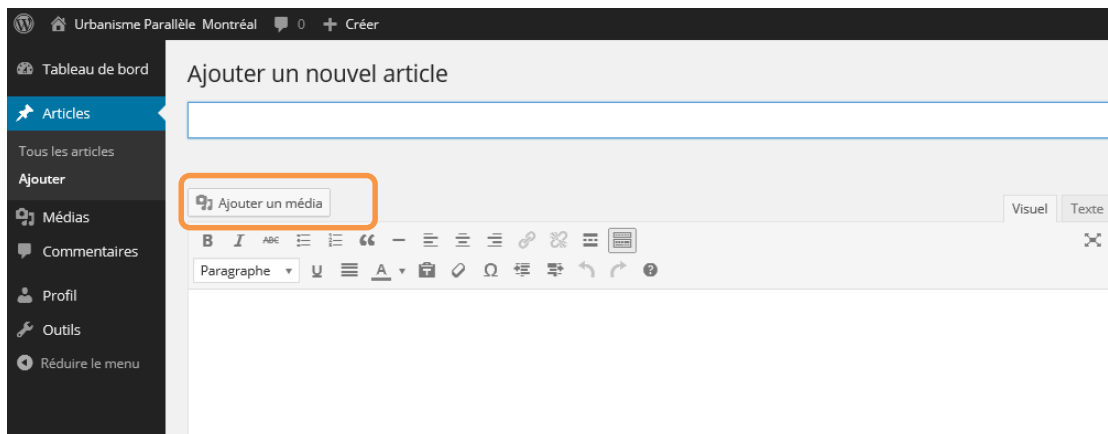 Urbanisme Parallèle Montréal 0 + Créer
Tableau de bord
Articles
Tous les articles
Ajouter
Médias
Commentaires
Profil
Outils
Réduire le menu
Ajouter un nouvel article
Ajouter un média
Visuel Texte
B I ABC
Paragraphe U A Ω